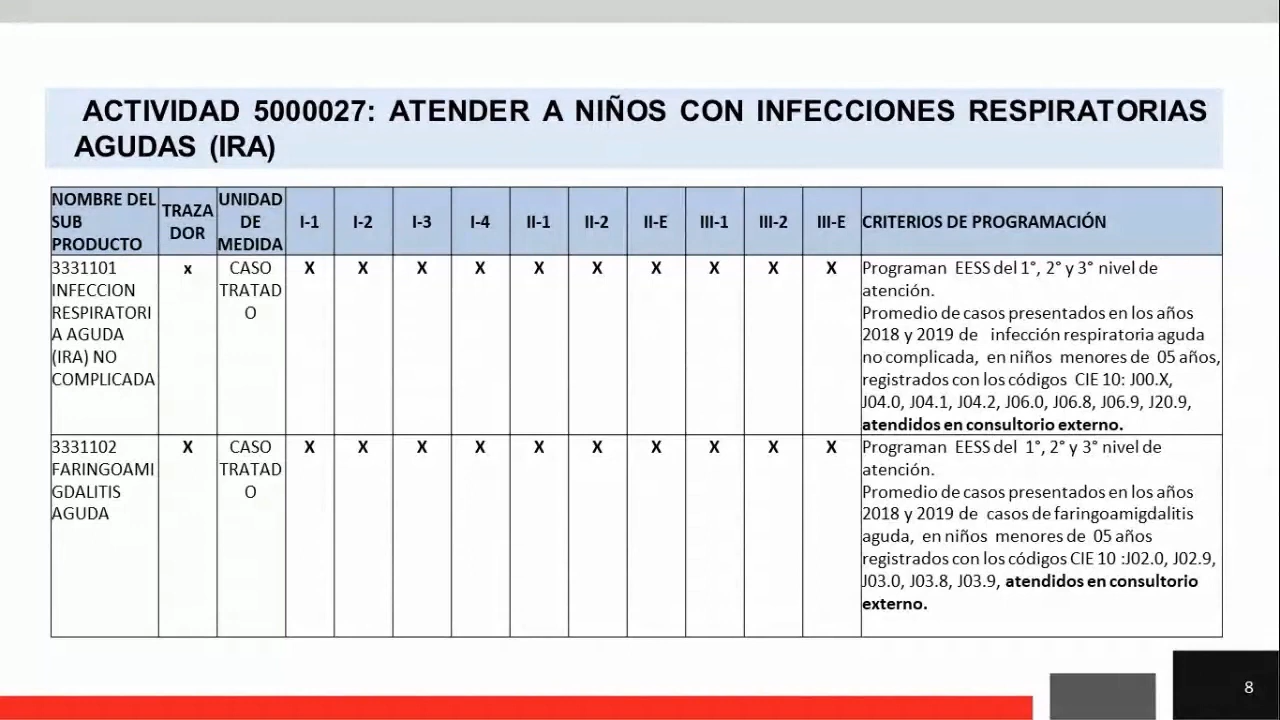 ACTIVIDAD 5000027: ATENDER A NIÑOS CON INFECCIONES RESPIRATORIAS
AGUDAS (IRA)
NOMBRE DEL
SUB
PRODUCTO
TRAZA
DOR
UNIDAD
DE
MEDIDA
I-1
I-2
I-3
I-4
II-1
II-2
II-E
III-1
III-2
III-E
CRITERIOS DE PROGRAMACIÓN
3331101
INFECCION
RESPIRATORI
A AGUDA
(IRA) NO
COMPLICADA
x
CASO
TRATAD
O
X
X
X
X
X
X
X
X
X
X
Programan EESS del 1°, 2° y 3° nivel de
atención.
Promedio de casos presentados en los años
2018 y 2019 de infección respiratoria aguda
no complicada, en niños menores de 05 años,
registrados con los códigos CIE 10: J00.X,
J04.0, J04.1, J04.2, J06.0, J06.8, J06.9, J20.9,
atendidos en consultorio externo.
3331102
FARINGOAMI
GDALITIS
AGUDA
X
CASO
TRATAD
O
X
X
X
X
X
X
X
X
X
X
Programan EESS del 1°, 2° y 3° nivel de
atención.
Promedio de casos presentados en los años
2018 y 2019 de casos de faringoamigdalitis
aguda, en niños menores de 05 años
registrados con los códigos CIE 10 :J02.0, J02.9,
J03.0, J03.8, J03.9, atendidos en consultorio
externo.
8